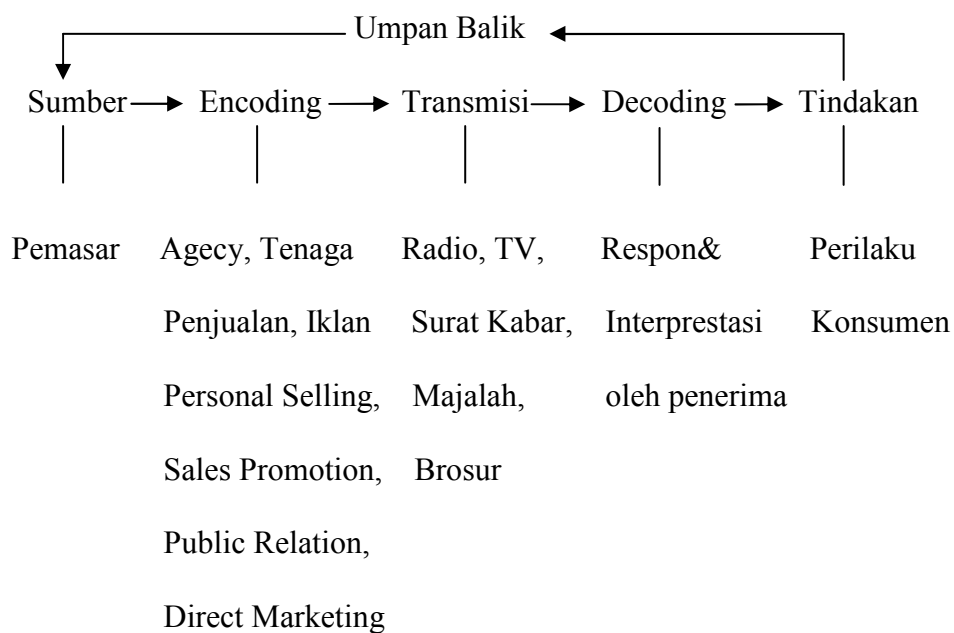 Umpan Balik
Sumber Encoding Transmisi Decoding Tindakan
Pemasar Agecy, Tenaga Radio, TV, Respon& Perilaku
Penjualan, Iklan Surat Kabar, Interprestasi Konsumen
Personal Selling, Majalah, oleh penerima
Sales Promotion, Brosur
Public Relation,
Direct Marketing